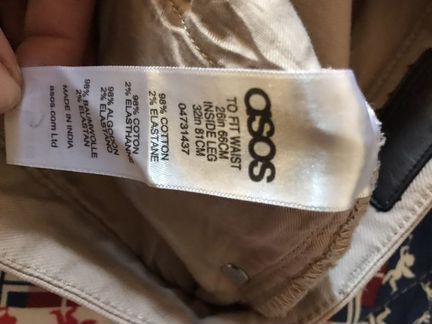 asos
TO FIT WAIST
26in 66CM
INSIDE LEG
32in 81CM
04731437
98% COTTON
2% ELASTANE
98% COTON
2% ELASTHANNE
98% ALGODON
2% ELASTANO
98% BAUMWOLLE
2% ELASTAN
MADE IN INDIA
asos.com Ltd